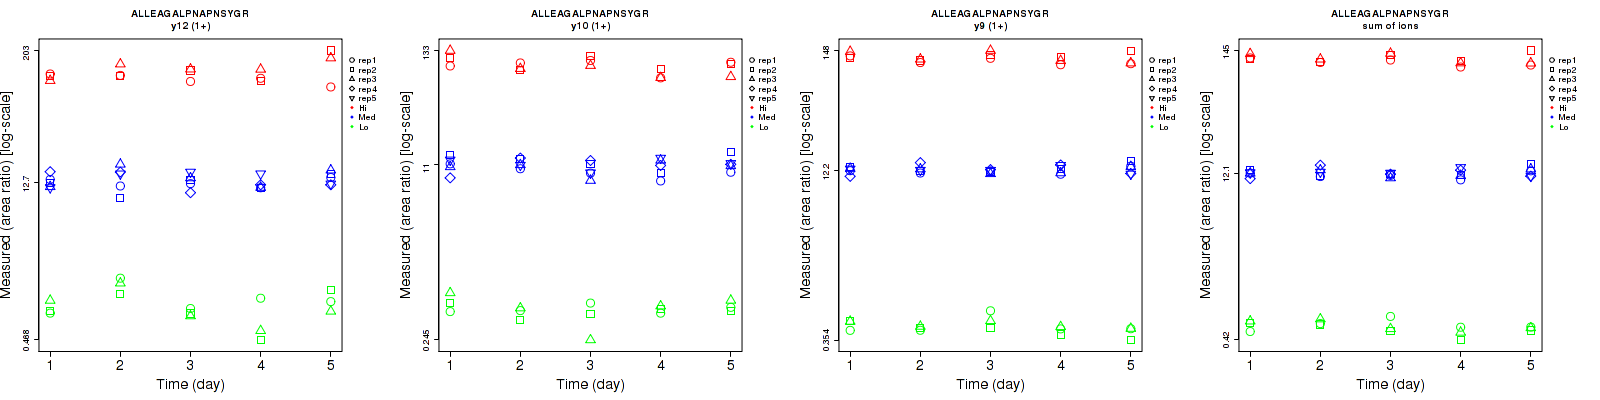 ALLEAGALPNAPNSYGR
y12 (1+)
Measured (area ratio) [log-scale]
203
12.7
0.468
1 2 3 4 5
Time (day)
rep1
rep2
rep3
rep4
rep5
Hi
Med
Lo
ALLEAGALPNAPNSYGR
y10 (1+)
Measured (area ratio) [log-scale]
133
11
0.245
1 2 3 4 5
Time (day)
rep1
rep2
rep3
rep4
rep5
Hi
Med
Lo
ALLEAGALPNAPNSYGR
y9 (1+)
Measured (area ratio) [log-scale]
148
12.2
0.354
1 2 3 4 5
Time (day)
rep1
rep2
rep3
rep4
rep5
Hi
Med
Lo
ALLEAGALPNAPNSYGR
sum of ions
Measured (area ratio) [log-scale]
145
12.1
0.42
1 2 3 4 5
Time (day)
rep1
rep2
rep3
rep4
rep5
Hi
Med
Lo